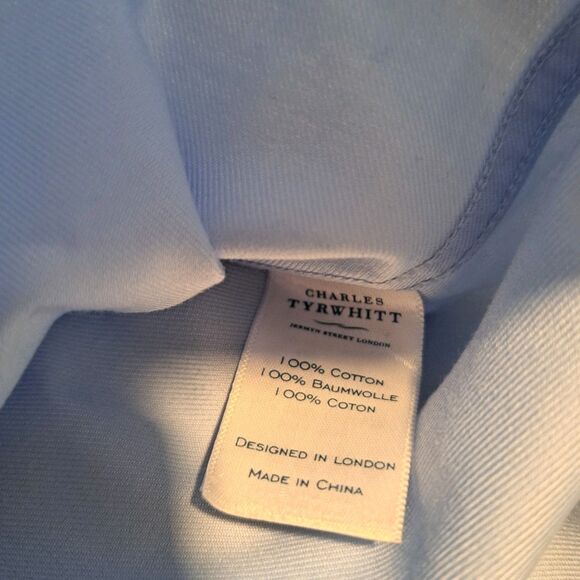 CHARLES
TYRWHITT
JERMYN STREET LONDON
100% COTTON
100% BAUMWOLLE
100% COTON
DESIGNED IN LONDON
MADE IN CHINA